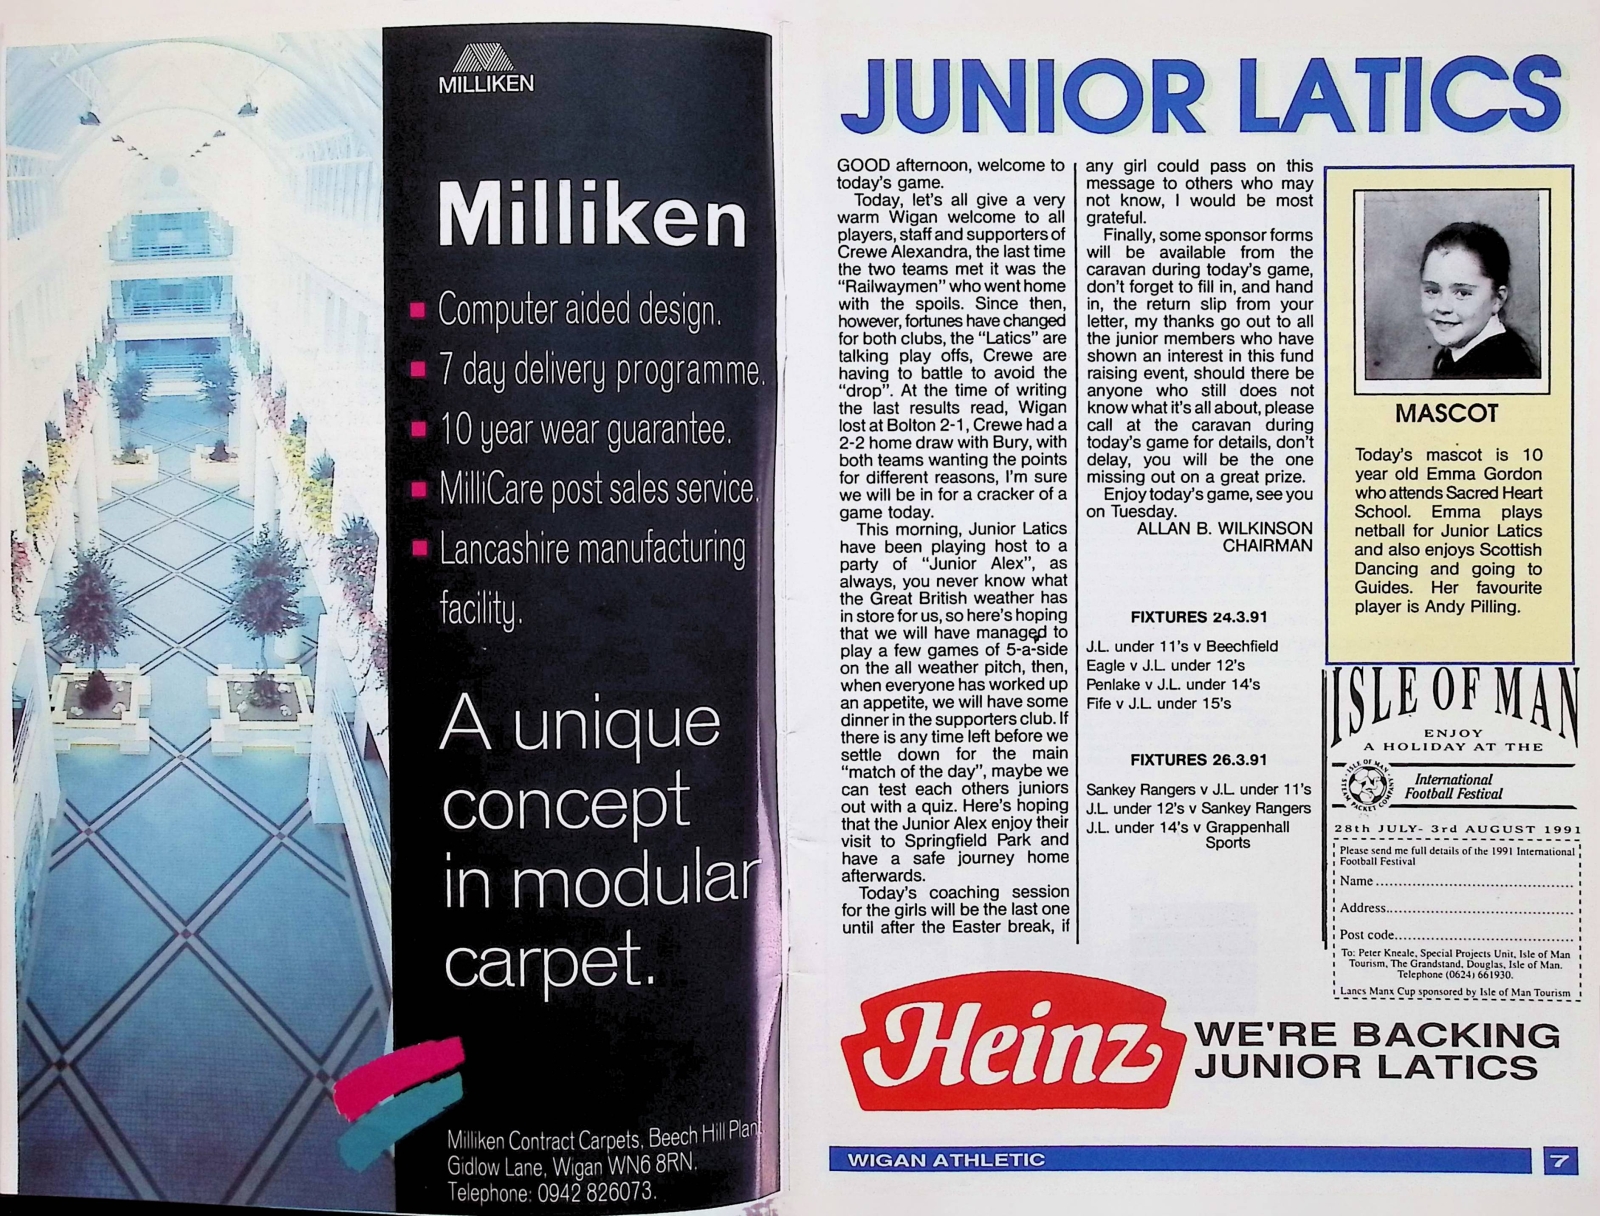 MILLIKEN
Milliken
Computer aided design.
7 day delivery programme.
10 year wear guarantee.
MilliCare post sales service.
Lancashire manufacturing
facility.
A unique
concept
in modular
carpet.
Milliken Contract Carpets, Beech Hill Plant,
Gidlow Lane, Wigan WN6 8RN.
Telephone: 0942 826073.
JUNIOR LATICS
GOOD afternoon, welcome to
today's game.
Today, let's all give a very
warm Wigan welcome to all
players, staff and supporters of
Crewe Alexandra, the last time
the two teams met it was the
"Railwaymen" who went home
with the spoils. Since then,
however, fortunes have changed
for both clubs, the "Latics" are
talking play offs, Crewe are
having to battle to avoid the
"drop". At the time of writing
the last results read, Wigan
lost at Bolton 2-1, Crewe had a
2-2 home draw with Bury, with
both teams wanting the points
for different reasons, I'm sure
we will be in for a cracker of a
game today.
This morning, Junior Latics
have been playing host to a
party of "Junior Alex", as
always, you never know what
the Great British weather has
in store for us, so here's hoping
that we will have managed to
play a few games of 5-a-side
on the all weather pitch, then,
when everyone has worked up
an appetite, we will have some
dinner in the supporters club. If
there is any time left before we
settle down for the main
"match of the day", maybe we
can test each others juniors
out with a quiz. Here's hoping
that the Junior Alex enjoy their
visit to Springfield Park and
have a safe journey home
afterwards.
Today's coaching session
for the girls will be the last one
until after the Easter break, if
any girl could pass on this
message to others who may
not know, I would be most
grateful.
Finally, some sponsor forms
will be available from the
caravan during today's game,
don't forget to fill in, and hand
in, the return slip from your
letter, my thanks go out to all
the junior members who have
shown an interest in this fund
raising event, should there be
anyone who still does not
know what it's all about, please
call at the caravan during
today's game for details, don't
delay, you will be the one
missing out on a great prize.
Enjoy today's game, see you
on Tuesday.
ALLAN B. WILKINSON
CHAIRMAN
FIXTURES 24.3.91
J.L. under 11's v Beechfield
Eagle v J.L. under 12's
Penlake v J.L. under 14's
Fife v J.L. under 15's
FIXTURES 26.3.91
Sankey Rangers v J.L. under 11's
J.L under 12's v Sankey Rangers
J.L. under 14's v Grappenhall
Sports
MASCOT
Today's mascot is 10
year old Emma Gordon
who attends Sacred Heart
School. Emma plays
netball for Junior Latics
and also enjoys Scottish
Dancing and going to
Guides. Her favourite
player is Andy Pilling.
ISLE OF MAN
ENJOY
A HOLIDAY AT THE
ISLE OF MAN
STEAM PACKET COMPANY
International
Football Festival
28th JULY- 3rd AUGUST 1991
Please send me full details of the 1991 International
Football Festival
Name
Address
Post code
To: Peter Kneale, Special Projects Unit, Isle of Man
Tourism, The Grandstand, Douglas, Isle of Man.
Telephone (0624) 661930.
Lancs Manx Cup sponsored by Isle of Man Tourism
Heinz
WE'RE BACKING
JUNIOR LATICS
WIGAN ATHLETIC
7